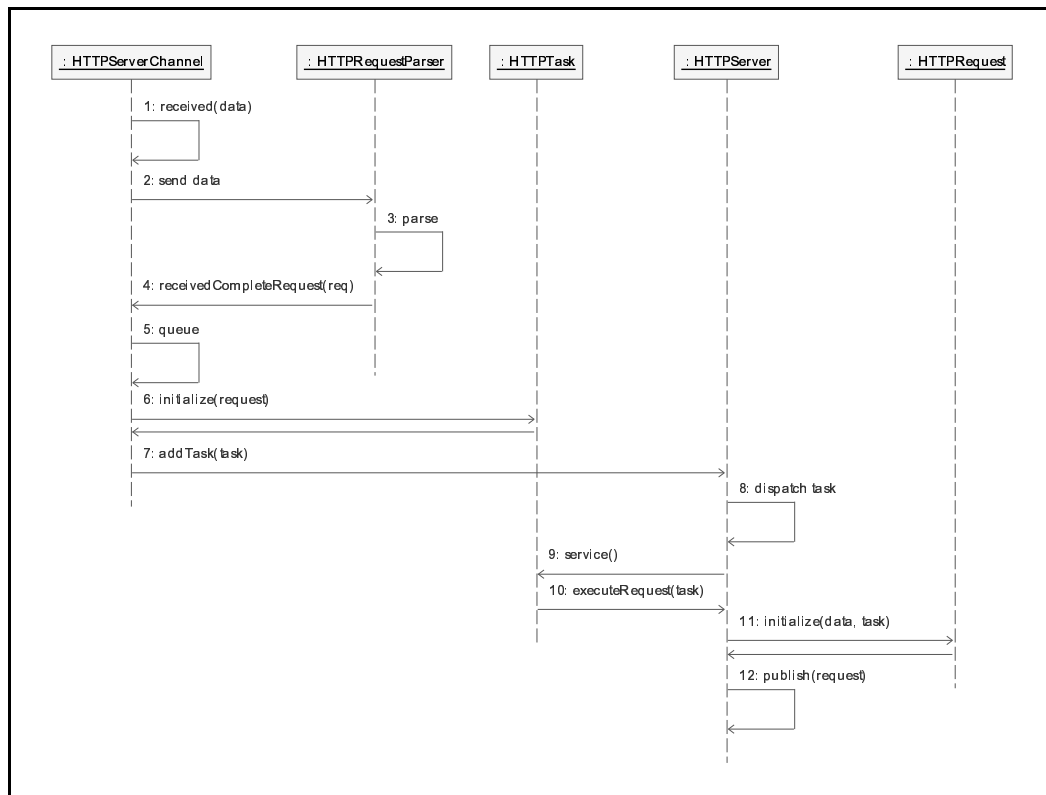 : HTTPServerChannel
: HTTPRequestParser
: HTTPTask
: HTTPServer
: HTTPRequest
1: received(data)
2: send data
3: parse
4: receivedCompleteRequest(req)
5: queue
6: initialize(request)
7: addTask(task)
8: dispatch task
9: service()
10: executeRequest(task)
11: initialize(data, task)
12: publish(request)